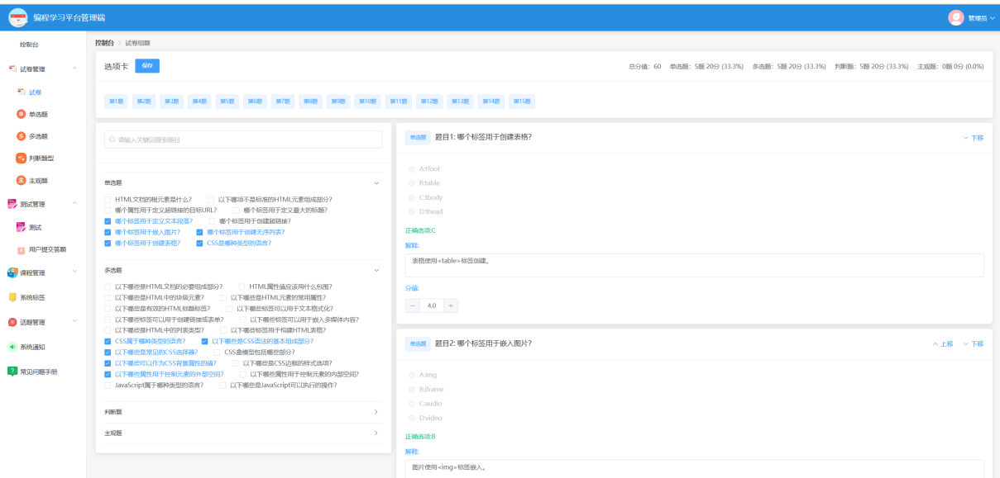 编程学习平台管理端
管理员
控制台
试卷管理
试卷
单 单选题
多 多选题
判断题型
主 主观题
测试管理
测试
用户提交答题
课程管理
系统标签
话题管理
系统通知
常见问题手册
控制台 > 试卷组题
选项卡 保存
总分值：60 单选题：5题 20分 (33.3%) 多选题：5题 20分 (33.3%) 判断题：5题 20分 (33.3%) 主观题：0题 0分 (0.0%)
第1题 第2题 第3题 第4题 第5题 第6题 第7题 第8题 第9题 第10题 第11题 第12题 第13题 第14题 第15题
请输入关键词搜索题目
单选题
HTML文档的根元素是什么? 以下哪项不是标准的HTML元素组成部分?
哪个属性用于定义超链接的目标URL? 哪个标签用于定义最大的标题?
哪个标签用于定义文本段落? 哪个标签用于创建超链接?
哪个标签用于嵌入图片? 哪个标签用于创建无序列表?
哪个标签用于创建表格? CSS是哪种类型的语言?
多选题
以下哪些是HTML文档的必要组成部分? HTML属性值应该用什么包围?
以下哪些是HTML中的块级元素? 以下哪些是HTML元素的常用属性?
以下哪些是有效的HTML标题标签? 以下哪些标签可以用于文本格式化?
以下哪些标签可以用于创建链接或表单? 以下哪些标签可以用于嵌入多媒体内容?
以下哪些是HTML中的列表类型? 以下哪些标签用于构建HTML表格?
CSS属于哪种类型的语言? 以下哪些是CSS语法的基本组成部分?
以下哪些是常见的CSS选择器? CSS盒模型包括哪些部分?
以下哪些可以作为CSS背景属性的值? 以下哪些是CSS边框的样式选项?
以下哪些属性用于控制元素的外部空间? 以下哪些属性用于控制元素的内部空间?
JavaScript属于哪种类型的语言? 以下哪些是JavaScript可以执行的操作?
判断题
主观题
单选题 题目1: 哪个标签用于创建表格? 下移
A:tfoot
B:table
C:tbody
D:thead
正确选项:C
解释:
表格使用<table>标签创建。
分值:
− 4.0 +
单选题 题目2: 哪个标签用于嵌入图片? 上移 下移
A:img
B:iframe
C:audio
D:video
正确选项:B
解释:
图片使用<img>标签嵌入。